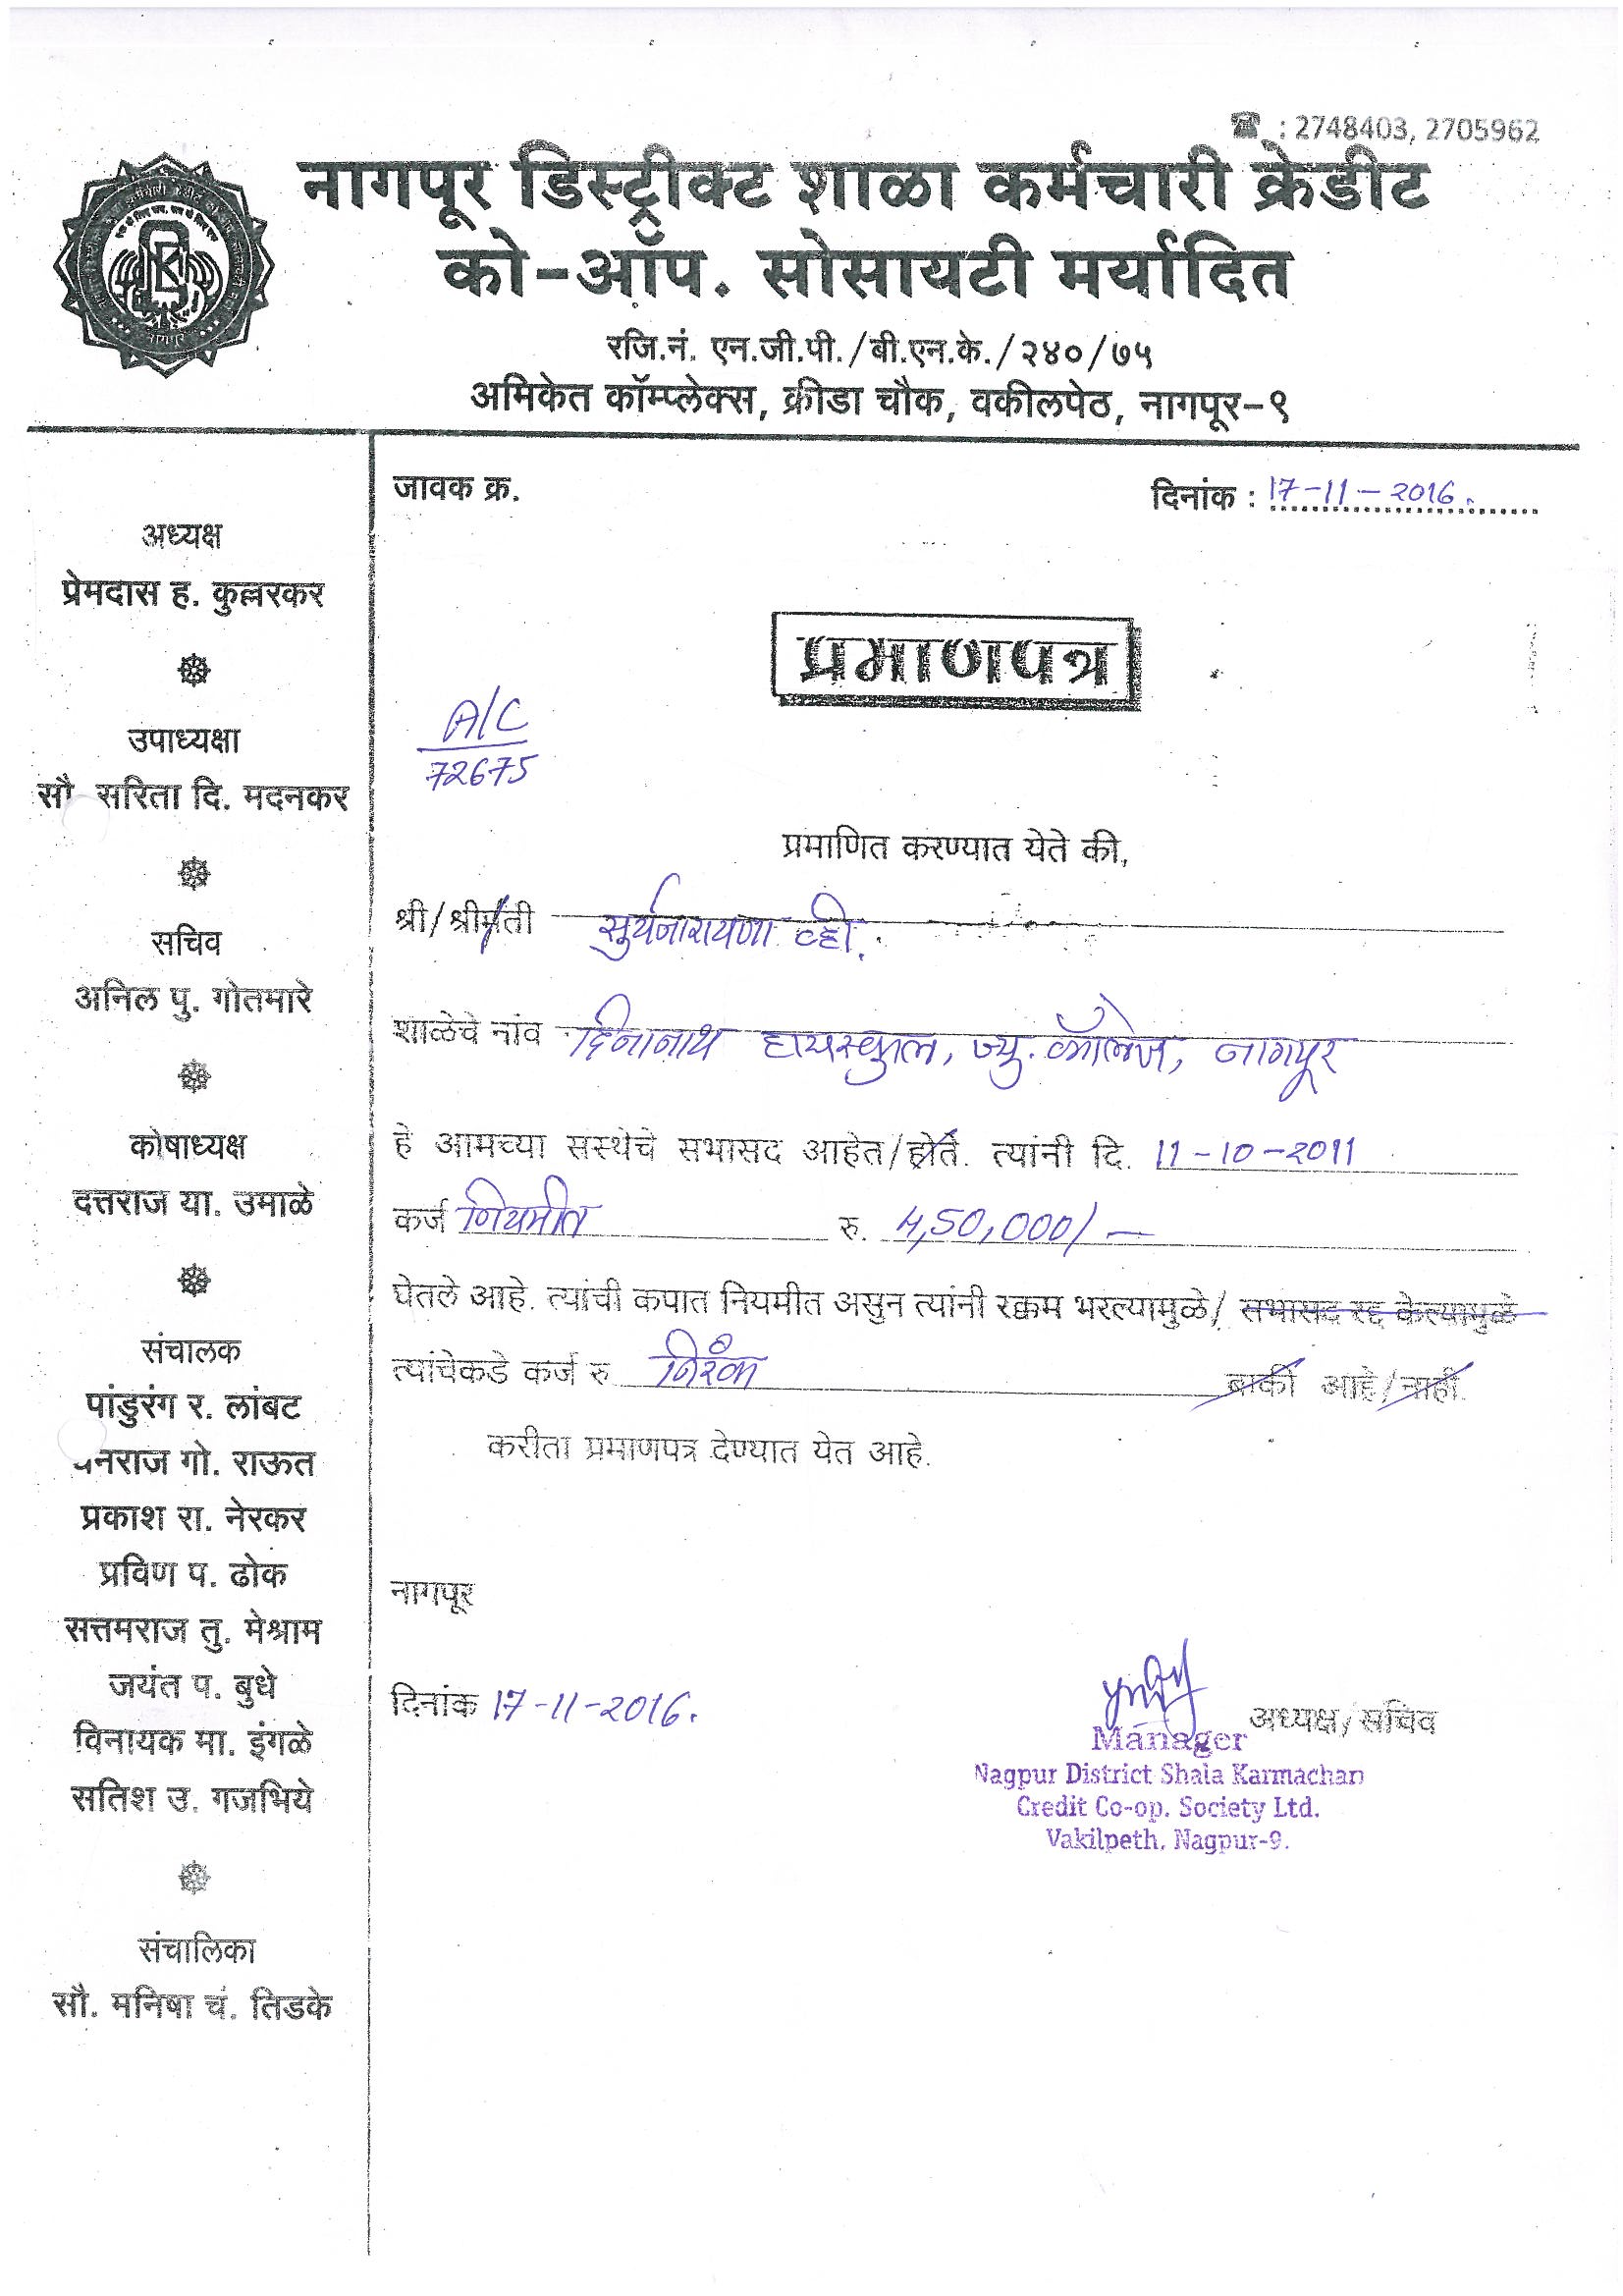 ☎ : 2748403, 2705962
नागपूर डिस्ट्रीक्ट शाळा कर्मचारी क्रेडीट
को-ऑप. सोसायटी मर्यादित
रजि.नं. एन.जी.पी./बी.एन.के./२४०/७५
अमिकेत कॉम्प्लेक्स, क्रीडा चौक, वकीलपेठ, नागपूर-९
नागपूर
अध्यक्ष
प्रेमदास ह. कुल्लरकर
उपाध्यक्षा
सौ. सरिता दि. मदनकर
सचिव
अनिल पु. गोतमारे
कोषाध्यक्ष
दत्तराज या. उमाळे
संचालक
पांडुरंग र. लांबट
नराज गो. राऊत
प्रकाश रा. नेरकर
प्रविण प. ढोक
सत्तमराज तु. मेश्राम
जयंत प. बुधे
विनायक मा. इंगळे
सतिश उ. गजभिये
संचालिका
सौ. मनिषा चं. तिडके
जावक क्र.
दिनांक : 17-11-2016.
प्रमाणपत्र
A/C
72675
प्रमाणित करण्यात येते की,
श्री/श्रीमती सुर्यनारायणा व्ही.
शाळेचे नांव दिनानाथ हायस्कुल, ज्यु. कॉलेज, नागपूर
हे आमच्या सस्थेचे सभासद आहेत/होते. त्यांनी दि. 11-10-2011
कर्ज नियमीत रु. 4,50,000/-
घेतले आहे. त्यांची कपात नियमीत असुन त्यांनी रक्कम भरल्यामुळे/ सभासद रद्द केल्यामुळे
त्यांचेकडे कर्ज रु निरंक बाकी आहे/नाही.
करीता प्रमाणपत्र देण्यात येत आहे.
नागपूर
दिनांक 17-11-2016.
अध्यक्ष/सचिव
Manager
Nagpur District Shala Karmachari
Credit Co-op. Society Ltd.
Vakilpeth, Nagpur-9.